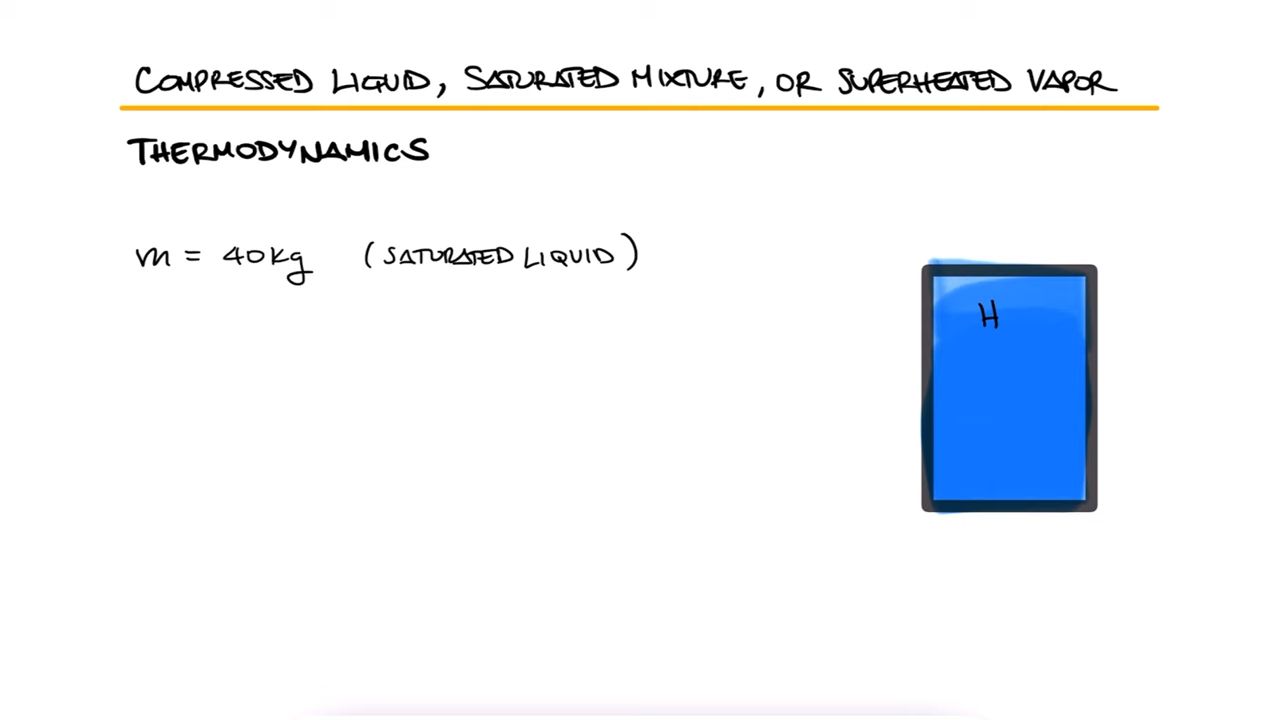 COMPRESSED LIQUID, SATURATED MIXTURE, OR SUPERHEATED VAPOR
THERMODYNAMICS
m = 40kg (SATURATED LIQUID)
H